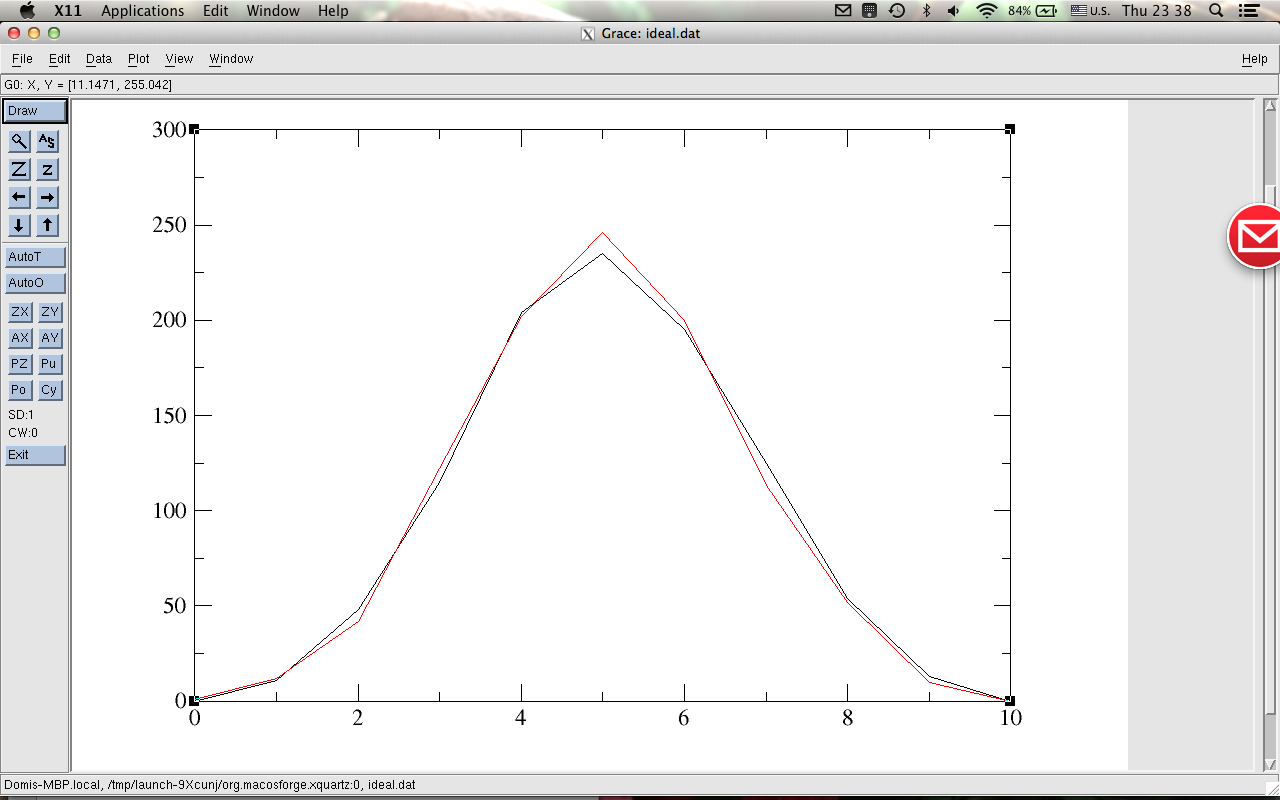 X11 Applications Edit Window Help 84% U.S. Thu 23 38
X Grace: ideal.dat
File Edit Data Plot View Window Help
G0: X, Y = [11.1471, 255.042]
Draw
AS
Z z
AutoT
AutoO
ZX ZY
AX AY
PZ Pu
Po Cy
SD:1
CW:0
Exit
300
250
200
150
100
50
0
0 2 4 6 8 10
Domis-MBP.local, /tmp/launch-9Xcunj/org.macosforge.xquartz:0, ideal.dat